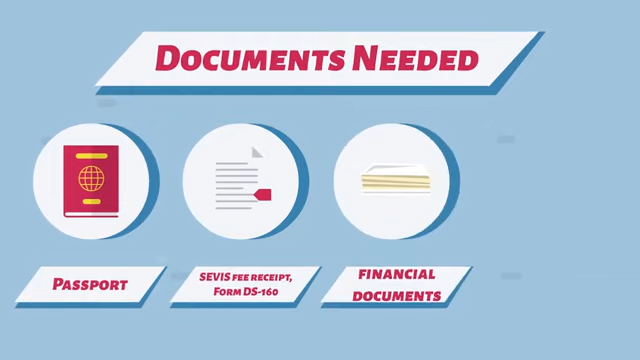 Documents Needed
Passport
SEVIS fee receipt,
Form DS-160
financial
documents